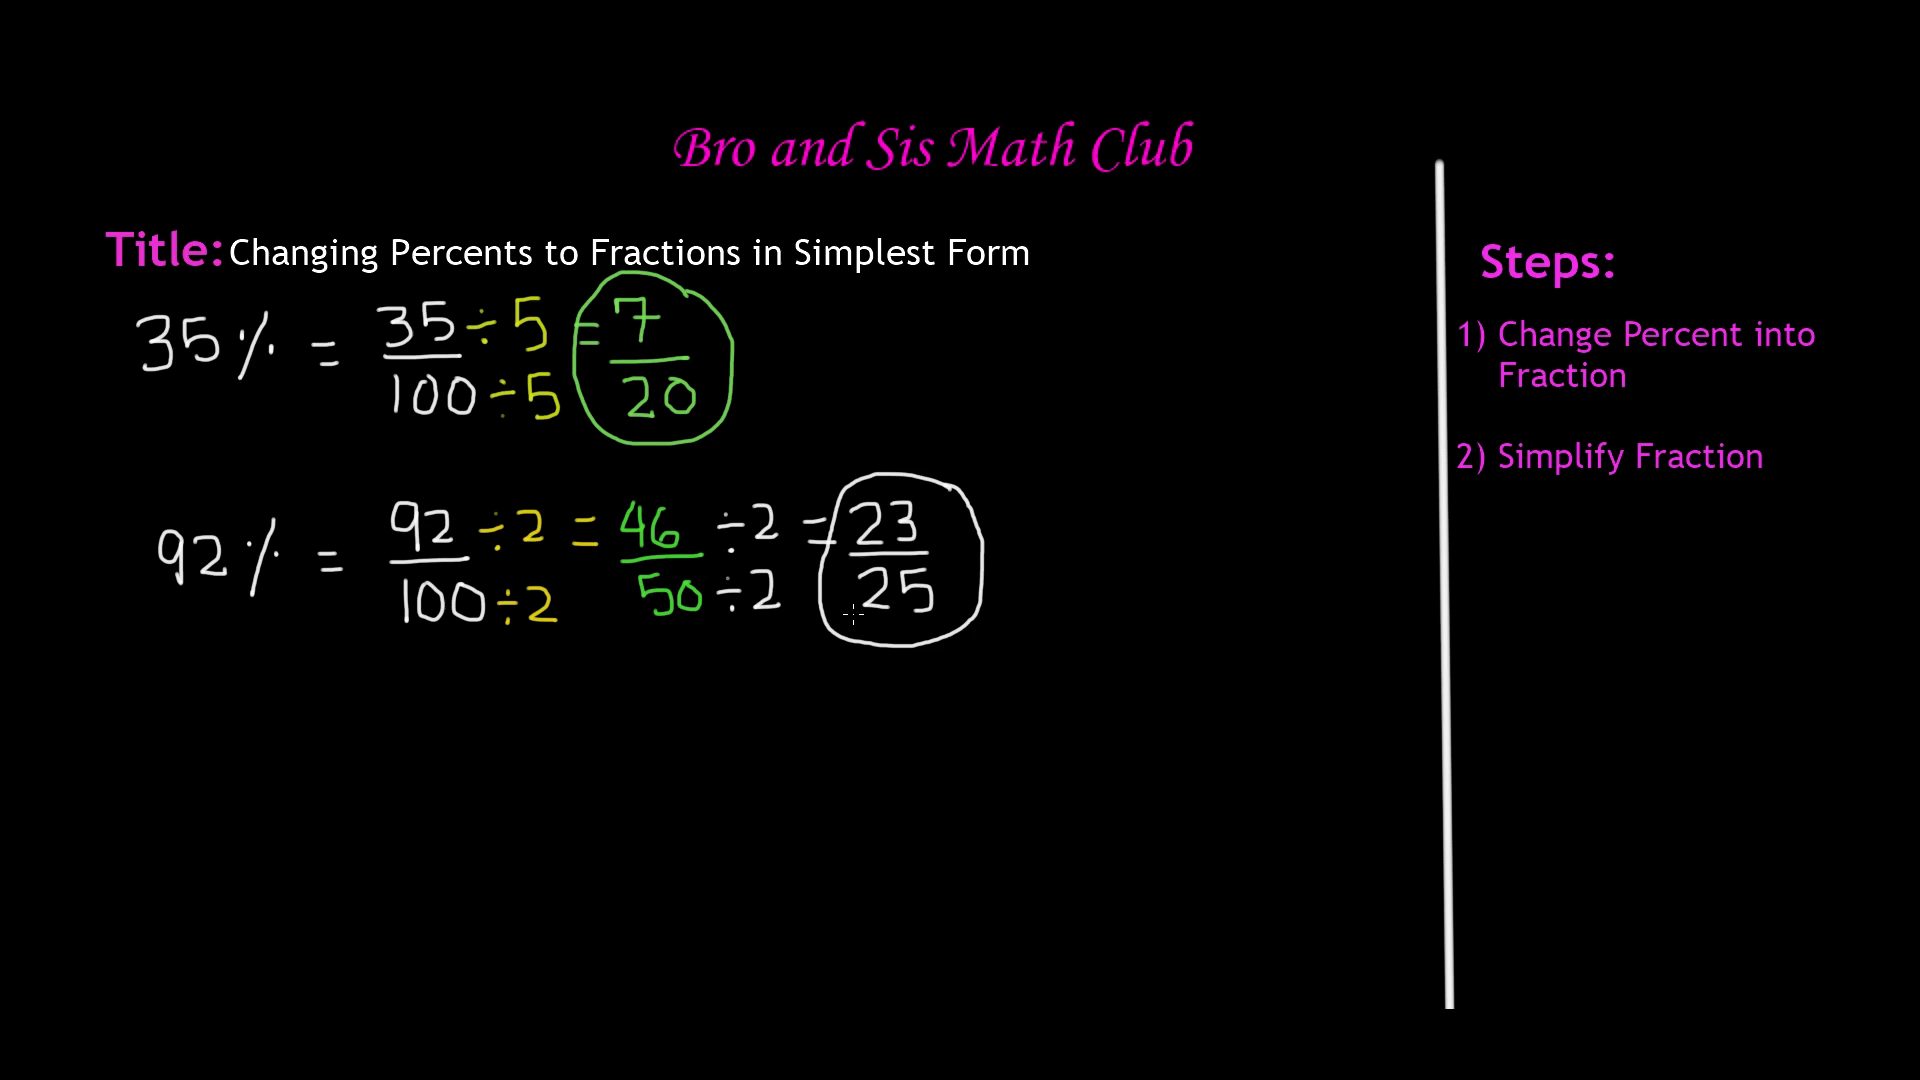 Bro and Sis Math Club
Title: Changing Percents to Fractions in Simplest Form
35% = 35 ÷ 5 = 7
100 ÷ 5 20
92% = 92 ÷ 2 = 46 ÷ 2 = 23
100 ÷ 2 50 ÷ 2 25
Steps:
1) Change Percent into
Fraction
2) Simplify Fraction